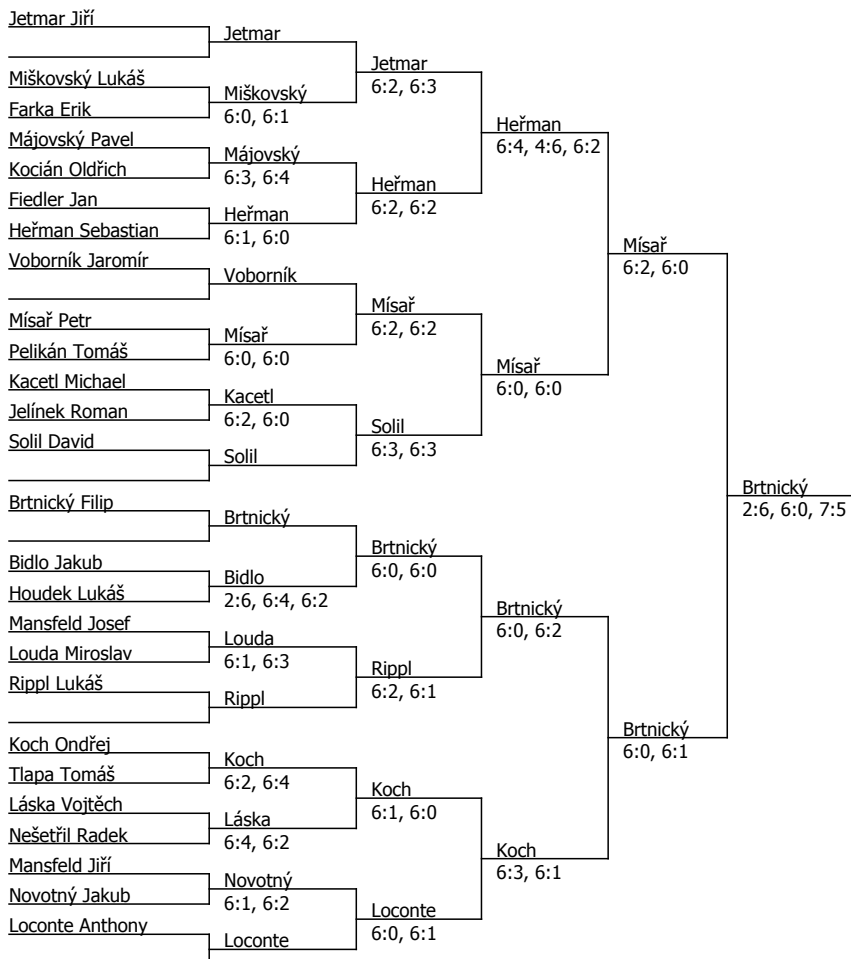 Jetmar Jiří
Jetmar
Jetmar
6:2, 6:3
Miškovský Lukáš
Miškovský
6:0, 6:1
Farka Erik
Heřman
6:4, 4:6, 6:2
Májovský Pavel
Májovský
6:3, 6:4
Kocián Oldřich
Heřman
6:2, 6:2
Fiedler Jan
Heřman
6:1, 6:0
Heřman Sebastian
Mísař
6:2, 6:0
Voborník Jaromír
Voborník
Mísař
6:2, 6:2
Mísař Petr
Mísař
6:0, 6:0
Pelikán Tomáš
Mísař
6:0, 6:0
Kacetl Michael
Kacetl
6:2, 6:0
Jelínek Roman
Solil
6:3, 6:3
Solil David
Solil
Brtnický
2:6, 6:0, 7:5
Brtnický Filip
Brtnický
Brtnický
6:0, 6:0
Bidlo Jakub
Bidlo
2:6, 6:4, 6:2
Houdek Lukáš
Brtnický
6:0, 6:2
Mansfeld Josef
Louda
6:1, 6:3
Louda Miroslav
Rippl
6:2, 6:1
Rippl Lukáš
Rippl
Brtnický
6:0, 6:1
Koch Ondřej
Koch
6:2, 6:4
Tlapa Tomáš
Koch
6:1, 6:0
Láska Vojtěch
Láska
6:4, 6:2
Nešetřil Radek
Koch
6:3, 6:1
Mansfeld Jiří
Novotný
6:1, 6:2
Novotný Jakub
Loconte
6:0, 6:1
Loconte Anthony
Loconte